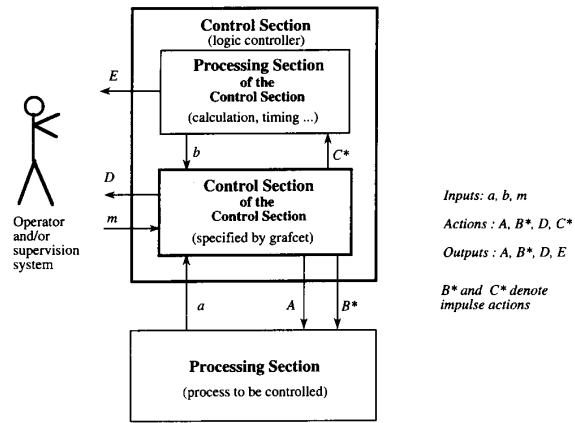 Control Section
(logic controller)
Processing Section
of the
Control Section
(calculation, timing ...)
E
b
C*
D
m
Control Section
of the
Control Section
(specified by grafcet)
Operator
and/or
supervision
system
a
A
B*
Processing Section
(process to be controlled)
Inputs: a, b, m
Actions : A, B*, D, C*
Outputs : A, B*, D, E
B* and C* denote
impulse actions